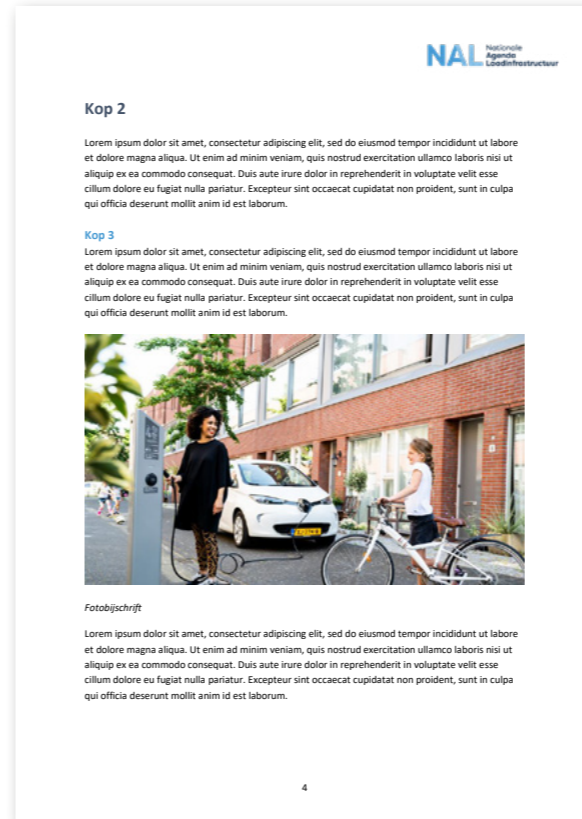 NAL Nationale
Agenda
Laadinfrastructuur
Kop 2
Lorem ipsum dolor sit amet, consectetur adipiscing elit, sed do eiusmod tempor incididunt ut labore
et dolore magna aliqua. Ut enim ad minim veniam, quis nostrud exercitation ullamco laboris nisi ut
aliquip ex ea commodo consequat. Duis aute irure dolor in reprehenderit in voluptate velit esse
cillum dolore eu fugiat nulla pariatur. Excepteur sint occaecat cupidatat non proident, sunt in culpa
qui officia deserunt mollit anim id est laborum.
Kop 3
Lorem ipsum dolor sit amet, consectetur adipiscing elit, sed do eiusmod tempor incididunt ut labore
et dolore magna aliqua. Ut enim ad minim veniam, quis nostrud exercitation ullamco laboris nisi ut
aliquip ex ea commodo consequat. Duis aute irure dolor in reprehenderit in voluptate velit esse
cillum dolore eu fugiat nulla pariatur. Excepteur sint occaecat cupidatat non proident, sunt in culpa
qui officia deserunt mollit anim id est laborum.
Fotobijschrift
Lorem ipsum dolor sit amet, consectetur adipiscing elit, sed do eiusmod tempor incididunt ut labore
et dolore magna aliqua. Ut enim ad minim veniam, quis nostrud exercitation ullamco laboris nisi ut
aliquip ex ea commodo consequat. Duis aute irure dolor in reprehenderit in voluptate velit esse
cillum dolore eu fugiat nulla pariatur. Excepteur sint occaecat cupidatat non proident, sunt in culpa
qui officia deserunt mollit anim id est laborum.
4